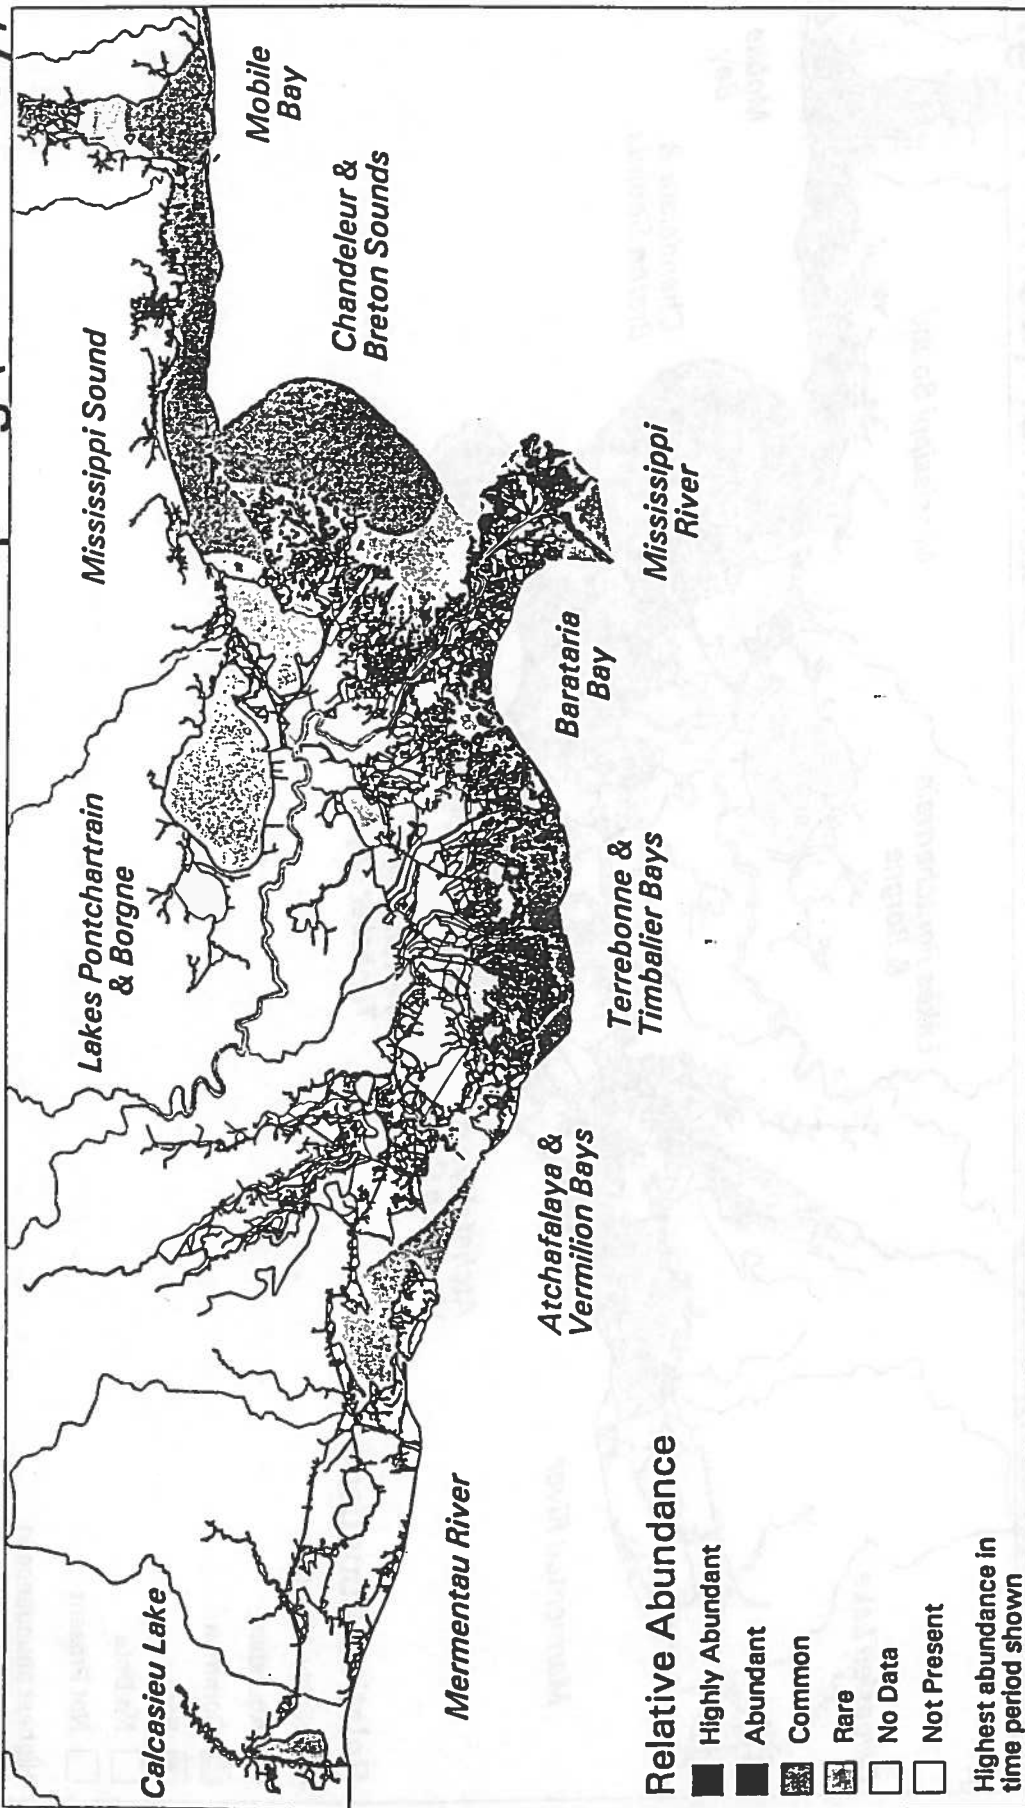 Calcasieu Lake
Mermentau River
Atchafalaya &
Vermilion Bays
Lakes Pontchartrain
& Borgne
Terrebonne &
Timbalier Bays
Barataria
Bay
Mississippi
River
Mississippi Sound
Chandeleur &
Breton Sounds
Mobile
Bay
Relative Abundance
Highly Abundant
Abundant
Common
Rare
No Data
Not Present
Highest abundance in
time period shown